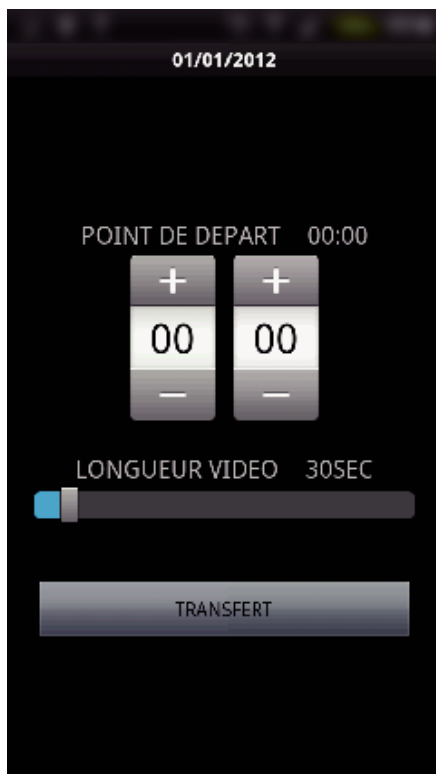 01/01/2012
POINT DE DEPART 00:00
+ +
00 00
− −
LONGUEUR VIDEO 30SEC
TRANSFERT